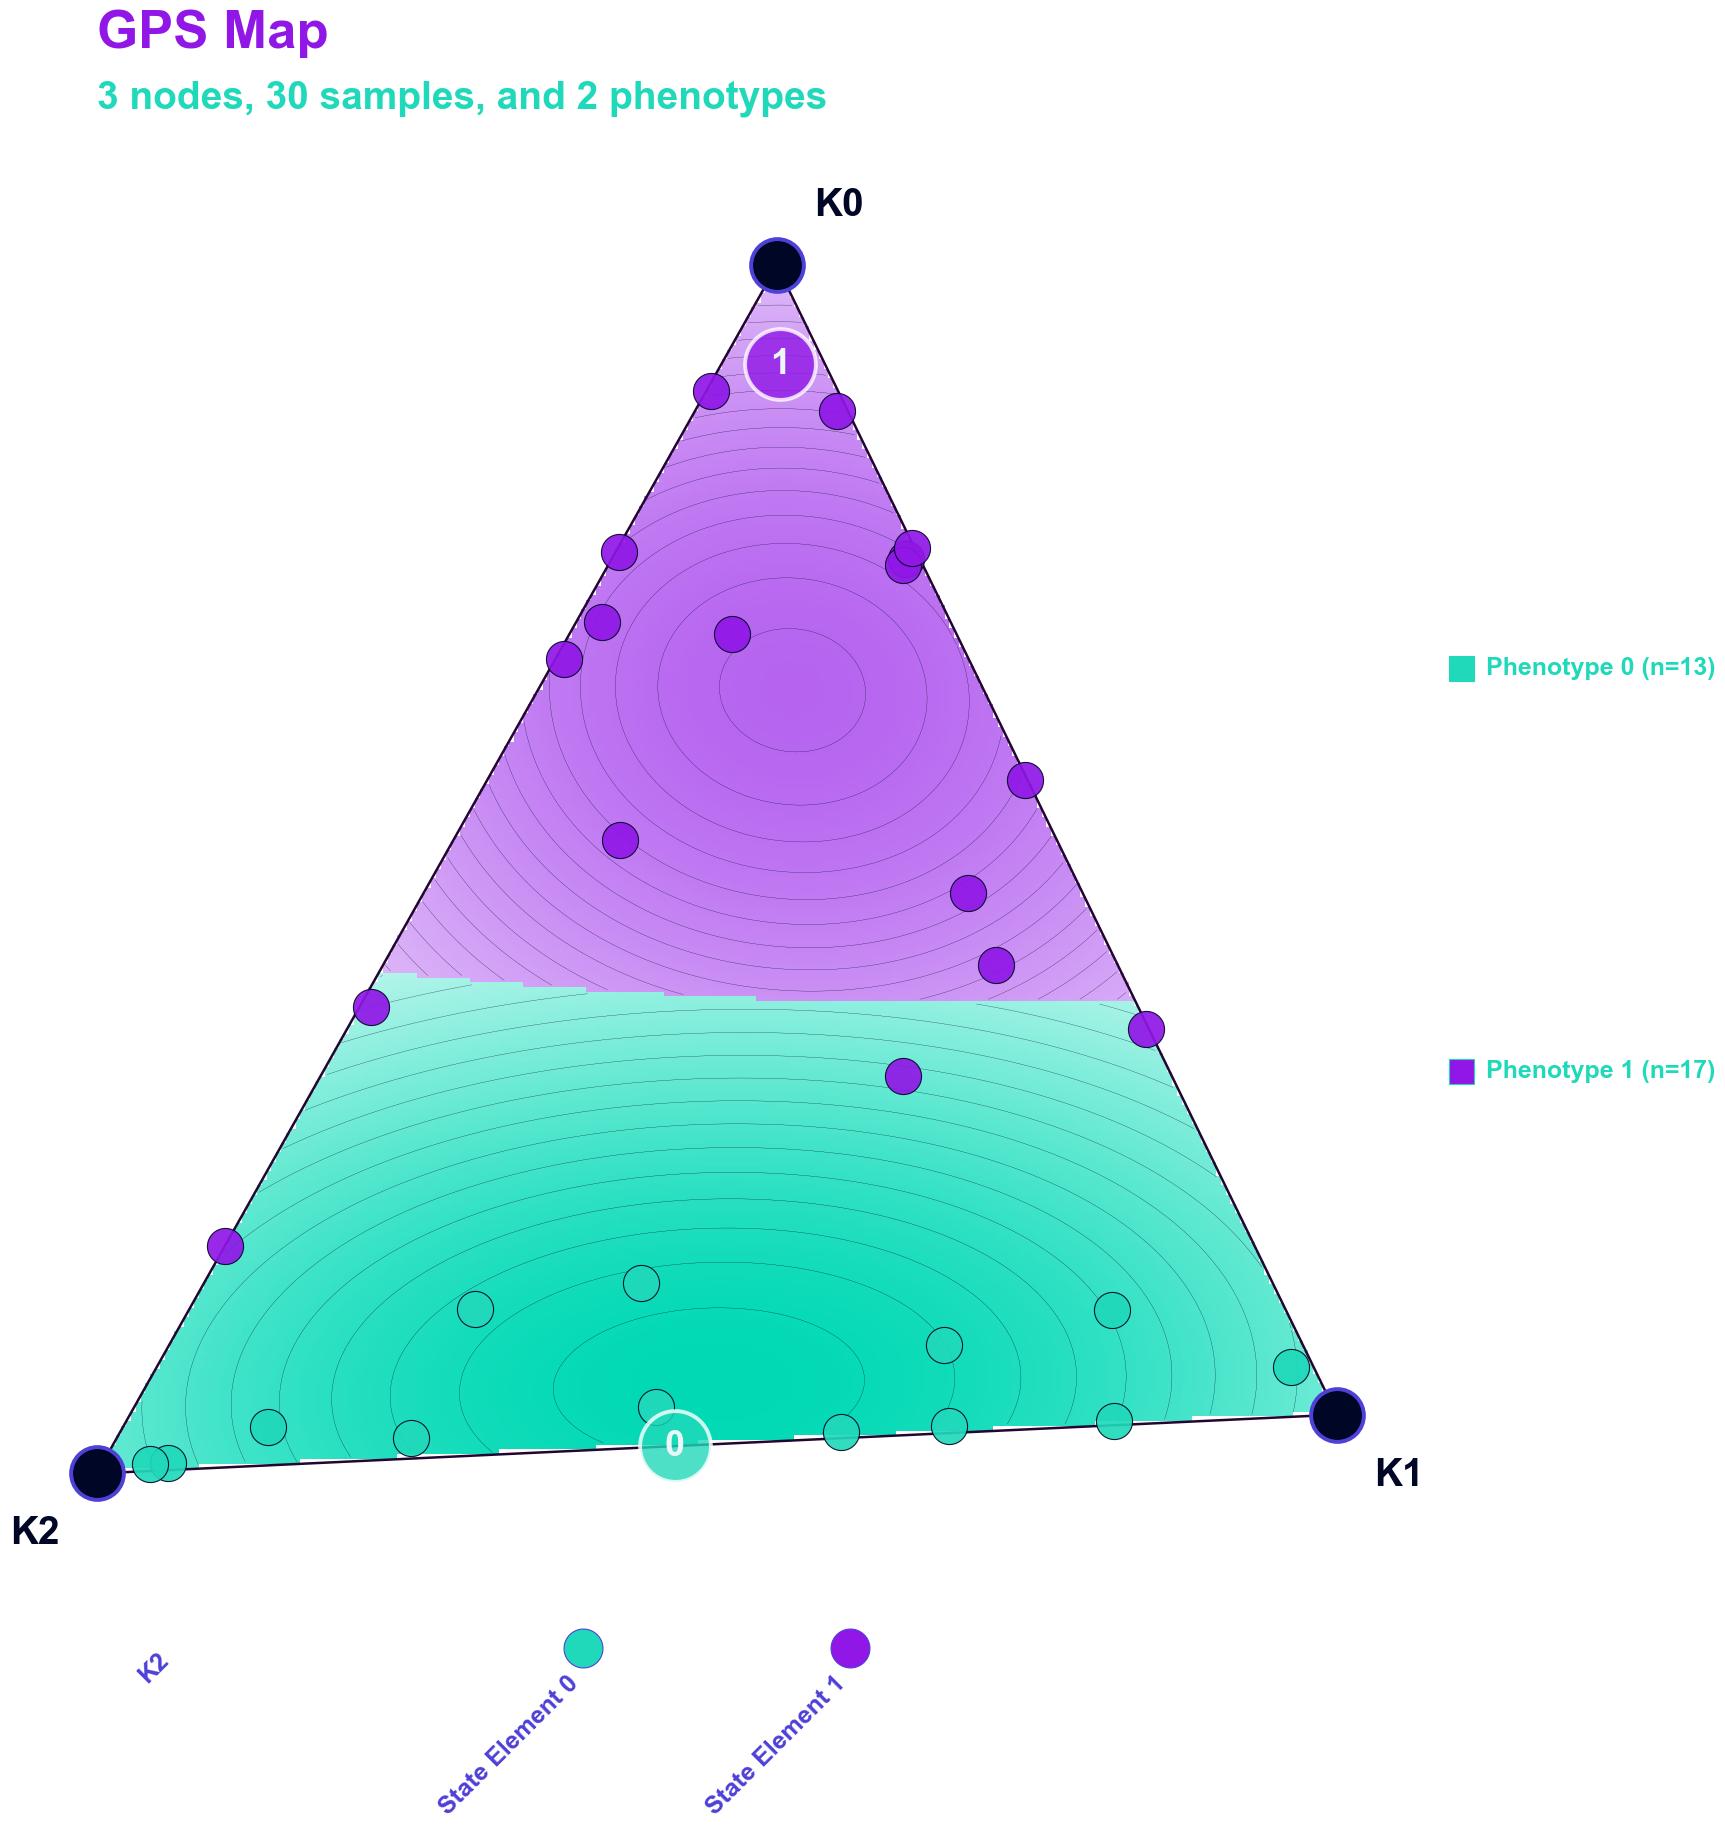 GPS Map
3 nodes, 30 samples, and 2 phenotypes
K0
1
Phenotype 0 (n=13)
Phenotype 1 (n=17)
0
K1
K2
K2
State Element 0
State Element 1